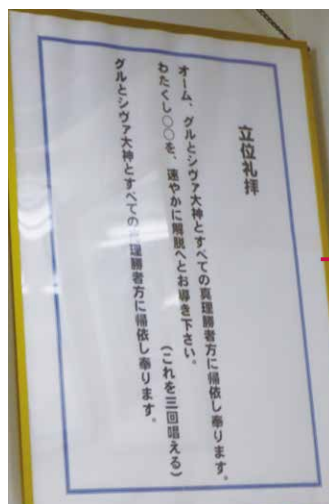 立位礼拝
オーム、グルとシヴァ大神とすべての真理勝者方に帰依し奉ります。
わたくし○○を、速やかに解脱へとお導き下さい。
（これを三回唱える）
グルとシヴァ大神とすべての真理勝者方に帰依し奉ります。